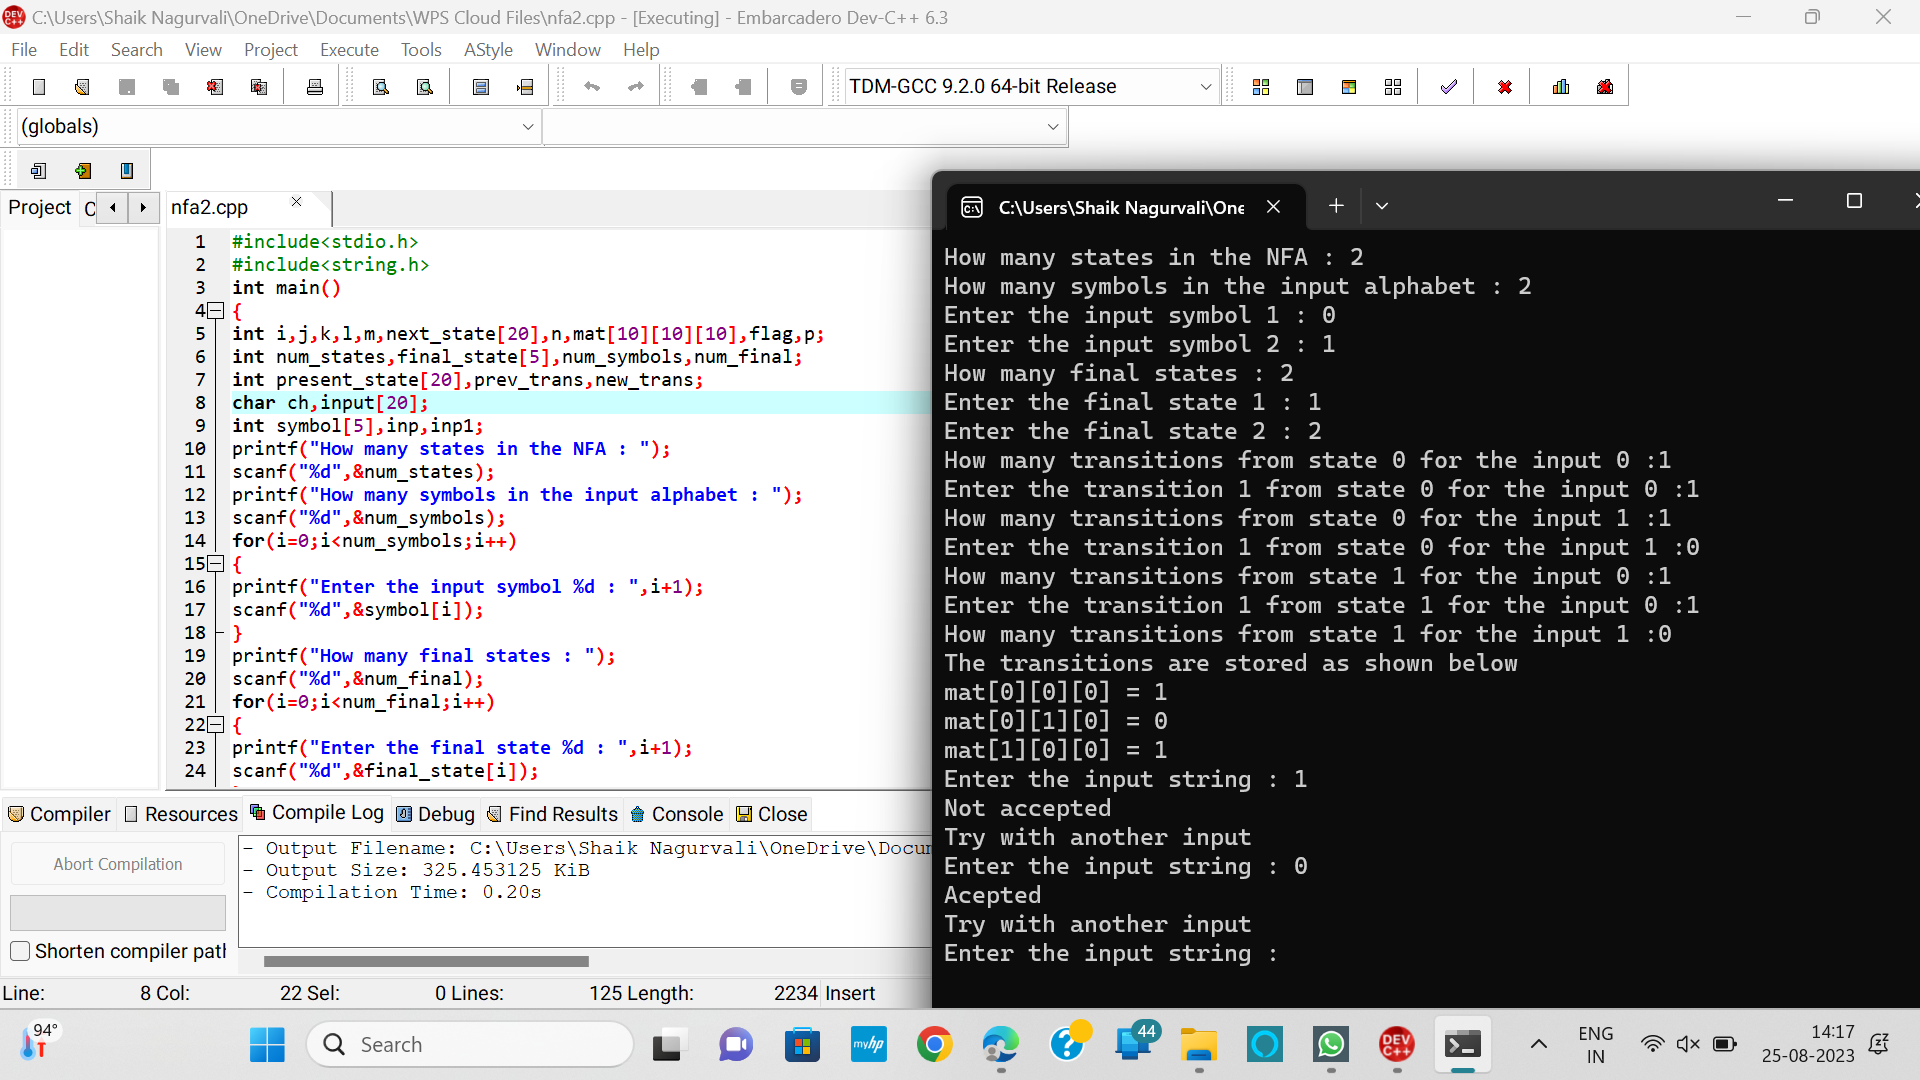 C:\Users\Shaik Nagurvali\OneDrive\Documents\WPS Cloud Files\nfa2.cpp - [Executing] - Embarcadero Dev-C++ 6.3
File Edit Search View Project Execute Tools AStyle Window Help
TDM-GCC 9.2.0 64-bit Release
(globals)
Project
nfa2.cpp
1 #include<stdio.h>
2 #include<string.h>
3 int main()
4 {
5 int i,j,k,l,m,next_state[20],n,mat[10][10][10],flag,p;
6 int num_states,final_state[5],num_symbols,num_final;
7 int present_state[20],prev_trans,new_trans;
8 char ch,input[20];
9 int symbol[5],inp,inp1;
10 printf("How many states in the NFA : ");
11 scanf("%d",&num_states);
12 printf("How many symbols in the input alphabet : ");
13 scanf("%d",&num_symbols);
14 for(i=0;i<num_symbols;i++)
15 {
16 printf("Enter the input symbol %d : ",i+1);
17 scanf("%d",&symbol[i]);
18 }
19 printf("How many final states : ");
20 scanf("%d",&num_final);
21 for(i=0;i<num_final;i++)
22 {
23 printf("Enter the final state %d : ",i+1);
24 scanf("%d",&final_state[i]);
C:\Users\Shaik Nagurvali\One
How many states in the NFA : 2
How many symbols in the input alphabet : 2
Enter the input symbol 1 : 0
Enter the input symbol 2 : 1
How many final states : 2
Enter the final state 1 : 1
Enter the final state 2 : 2
How many transitions from state 0 for the input 0 :1
Enter the transition 1 from state 0 for the input 0 :1
How many transitions from state 0 for the input 1 :1
Enter the transition 1 from state 0 for the input 1 :0
How many transitions from state 1 for the input 0 :1
Enter the transition 1 from state 1 for the input 0 :1
How many transitions from state 1 for the input 1 :0
The transitions are stored as shown below
mat[0][0][0] = 1
mat[0][1][0] = 0
mat[1][0][0] = 1
Enter the input string : 1
Not accepted
Try with another input
Enter the input string : 0
Acepted
Try with another input
Enter the input string :
Compiler Resources Compile Log Debug Find Results Console Close
Abort Compilation
Shorten compiler path
- Output Filename: C:\Users\Shaik Nagurvali\OneDrive\Docum
- Output Size: 325.453125 KiB
- Compilation Time: 0.20s
Line: 8 Col: 22 Sel: 0 Lines: 125 Length: 2234 Insert
94°
Search
myhp
44
DEV C++
ENG
IN
14:17
25-08-2023